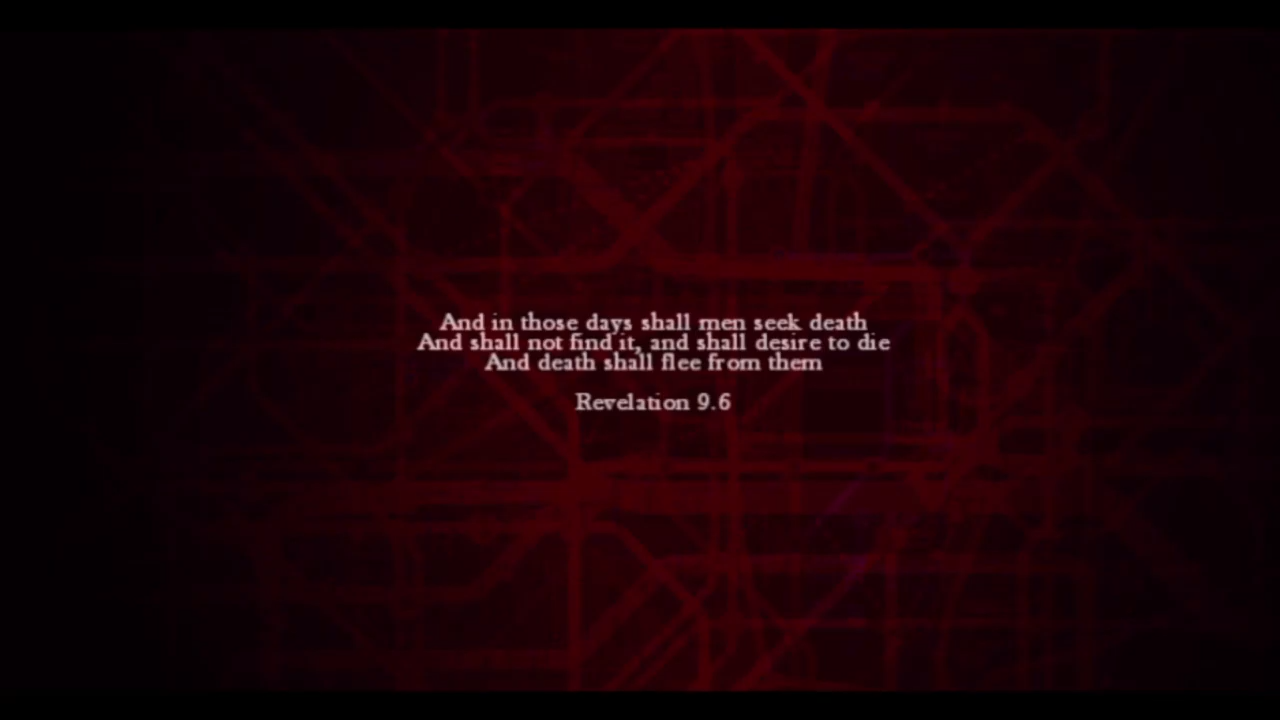 And in those days shall men seek death
And shall not find it, and shall desire to die
And death shall flee from them
Revelation 9.6